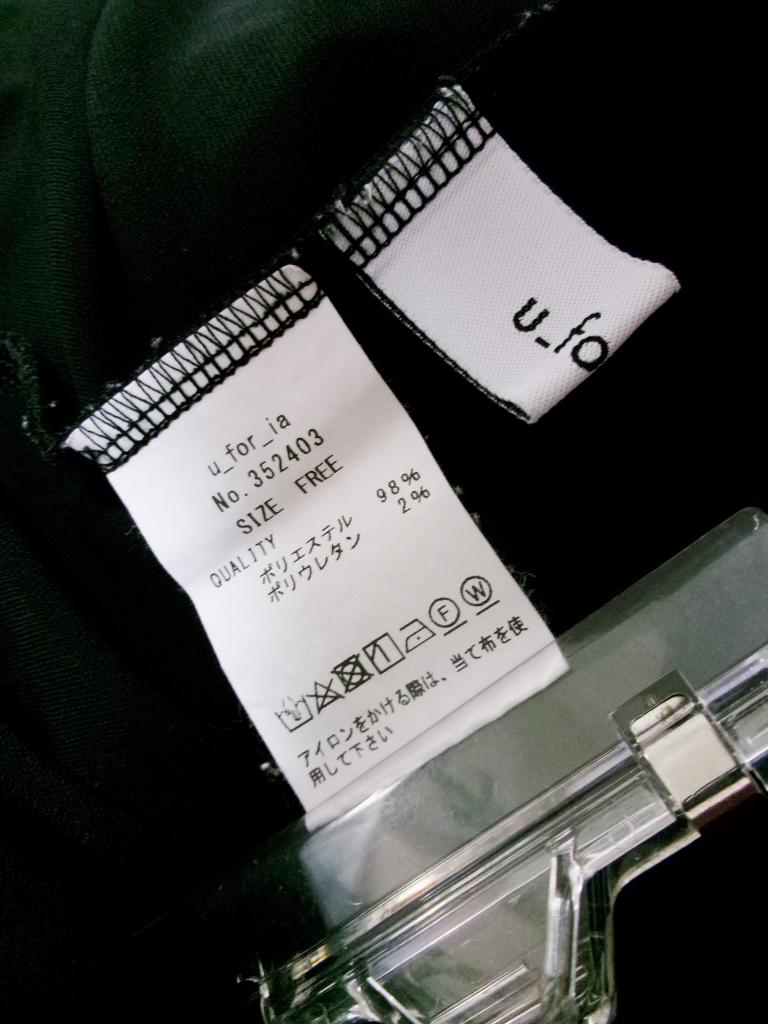 u_fo
u_for_ia
No. 352403
SIZE FREE
QUALITY
ポリエステル 98%
ポリウレタン 2%
F W
アイロンをかける際は、当て布を使
用して下さい